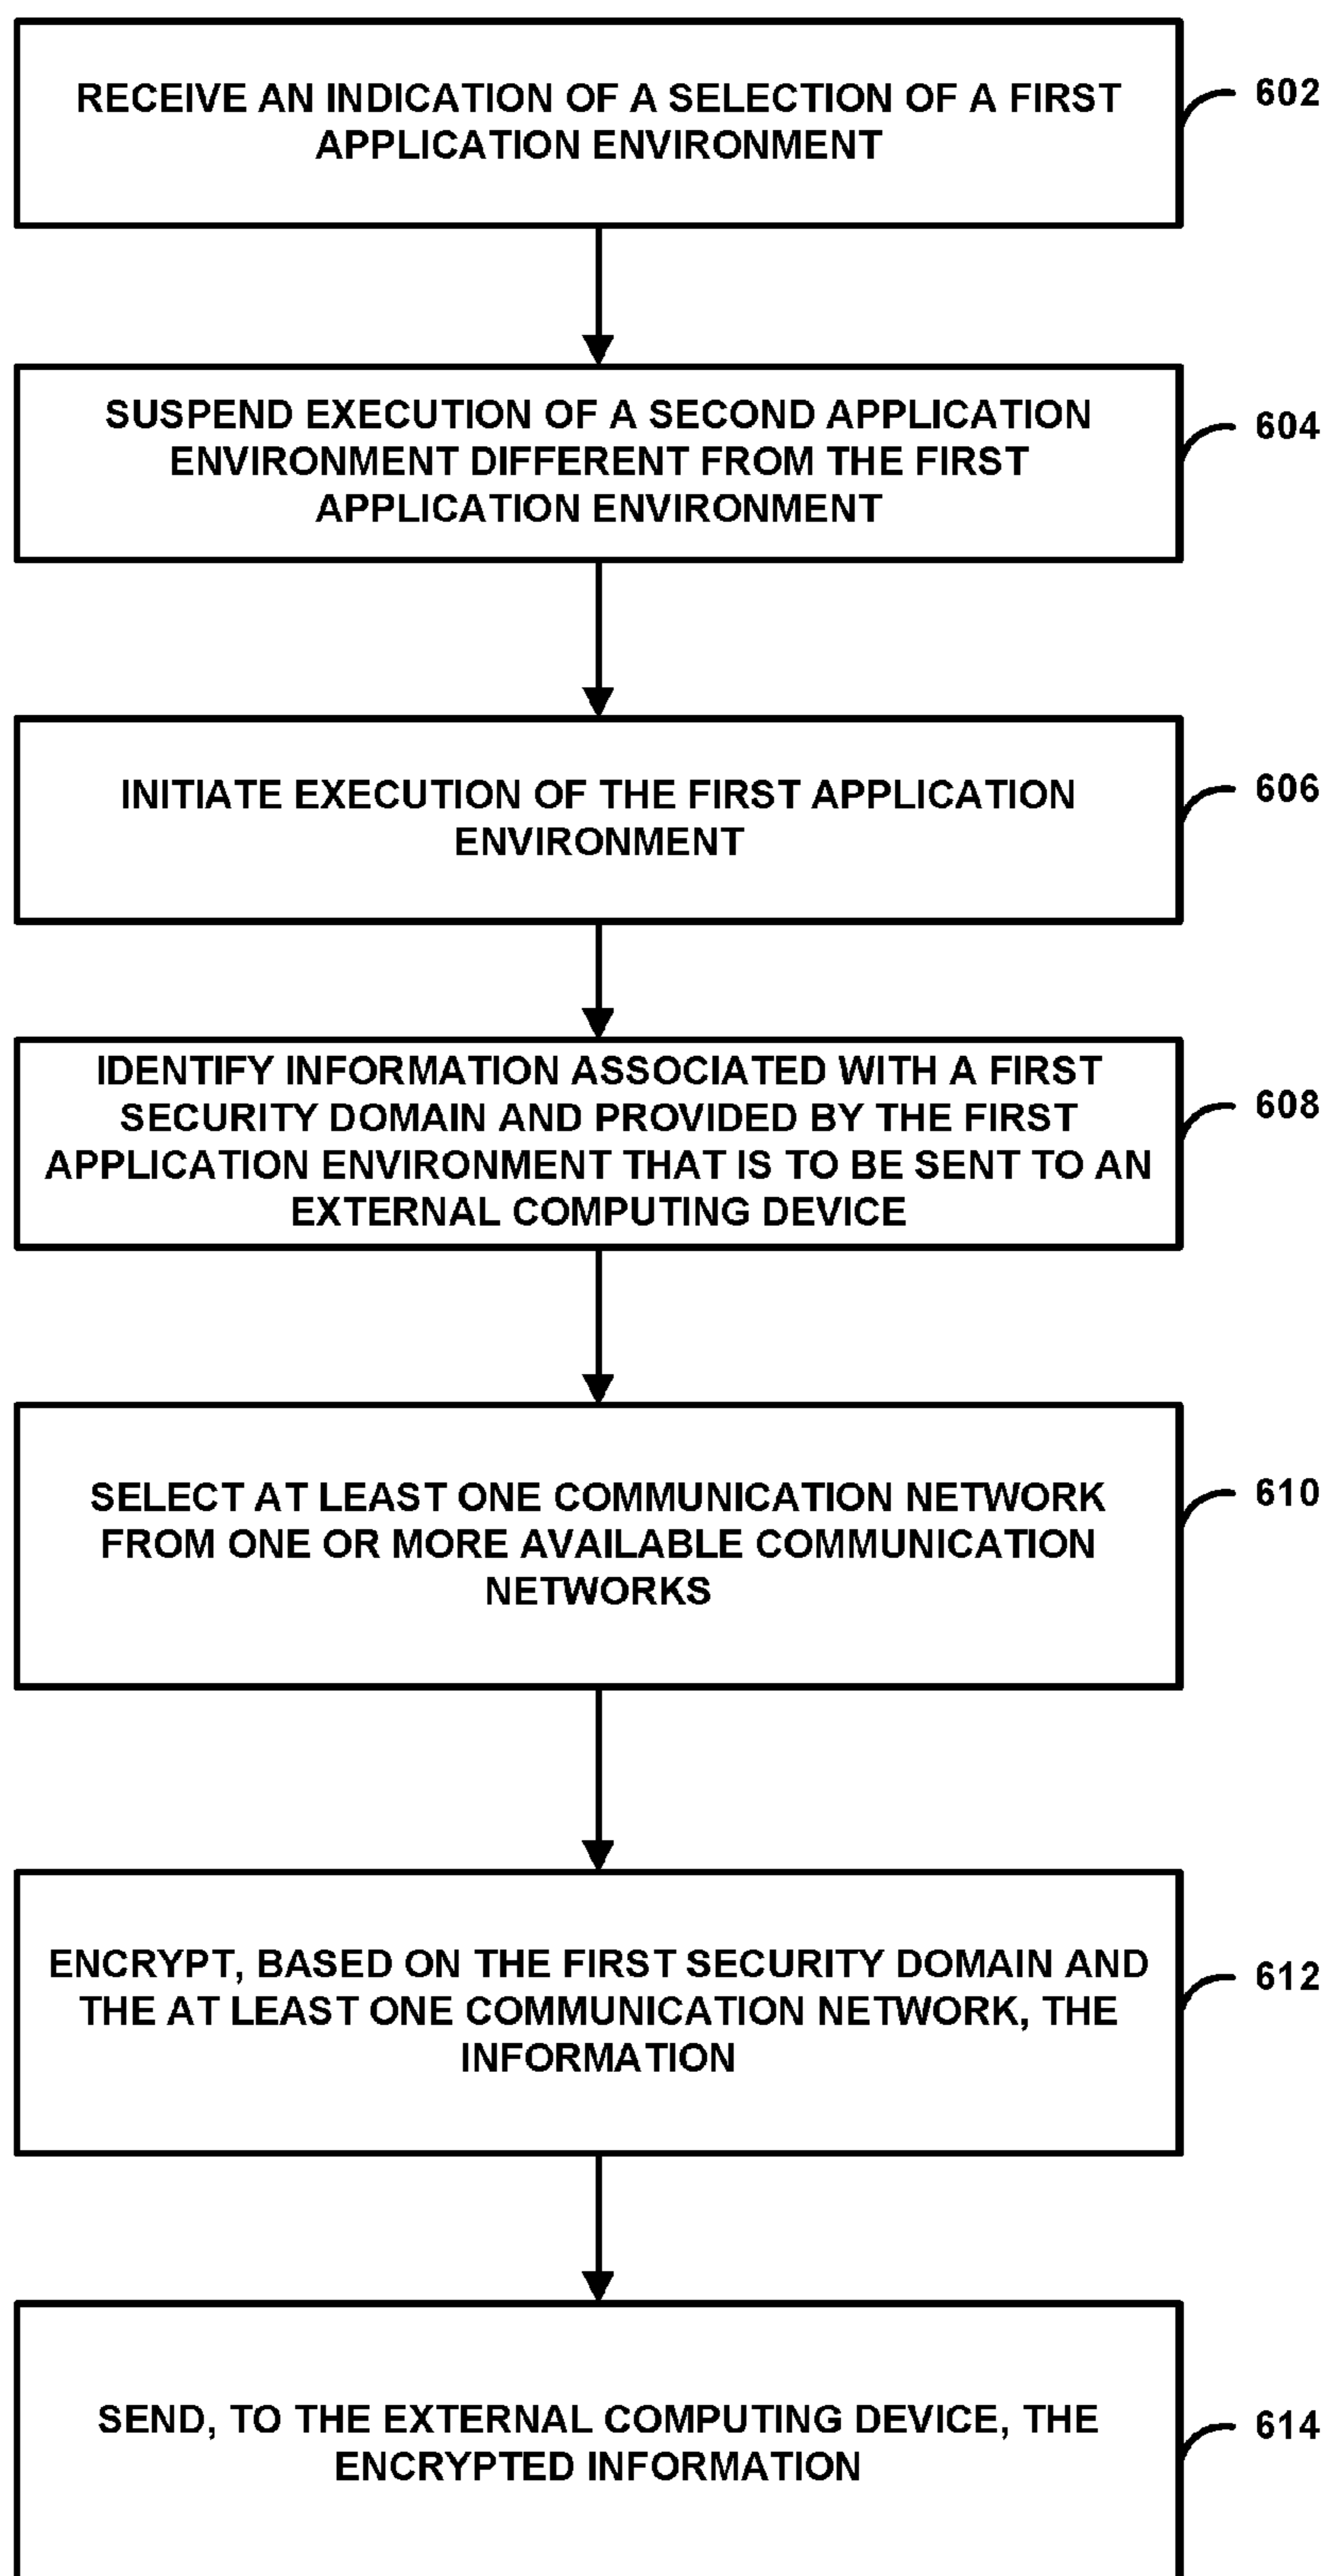 RECEIVE AN INDICATION OF A SELECTION OF A FIRST
APPLICATION ENVIRONMENT
602
SUSPEND EXECUTION OF A SECOND APPLICATION
ENVIRONMENT DIFFERENT FROM THE FIRST
APPLICATION ENVIRONMENT
604
INITIATE EXECUTION OF THE FIRST APPLICATION
ENVIRONMENT
606
IDENTIFY INFORMATION ASSOCIATED WITH A FIRST
SECURITY DOMAIN AND PROVIDED BY THE FIRST
APPLICATION ENVIRONMENT THAT IS TO BE SENT TO AN
EXTERNAL COMPUTING DEVICE
608
SELECT AT LEAST ONE COMMUNICATION NETWORK
FROM ONE OR MORE AVAILABLE COMMUNICATION
NETWORKS
610
ENCRYPT, BASED ON THE FIRST SECURITY DOMAIN AND
THE AT LEAST ONE COMMUNICATION NETWORK, THE
INFORMATION
612
SEND, TO THE EXTERNAL COMPUTING DEVICE, THE
ENCRYPTED INFORMATION
614